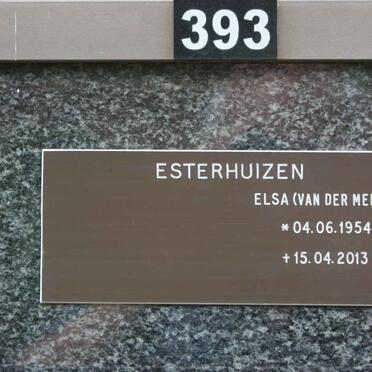 393
ESTERHUIZEN
ELSA (VAN DER
* 04.06.1954
+ 15.04.2013